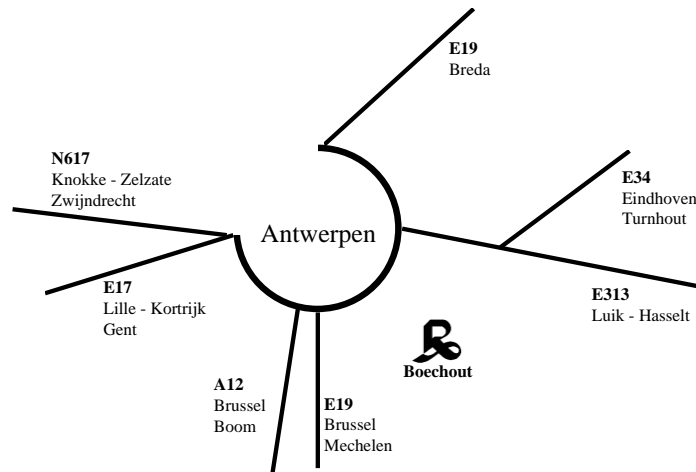 E19
Breda
N617
Knokke - Zelzate
Zwijndrecht
E34
Eindhoven
Turnhout
Antwerpen
E17
Lille - Kortrijk
Gent
E313
Luik - Hasselt
Boechout
A12
Brussel
Boom
E19
Brussel
Mechelen